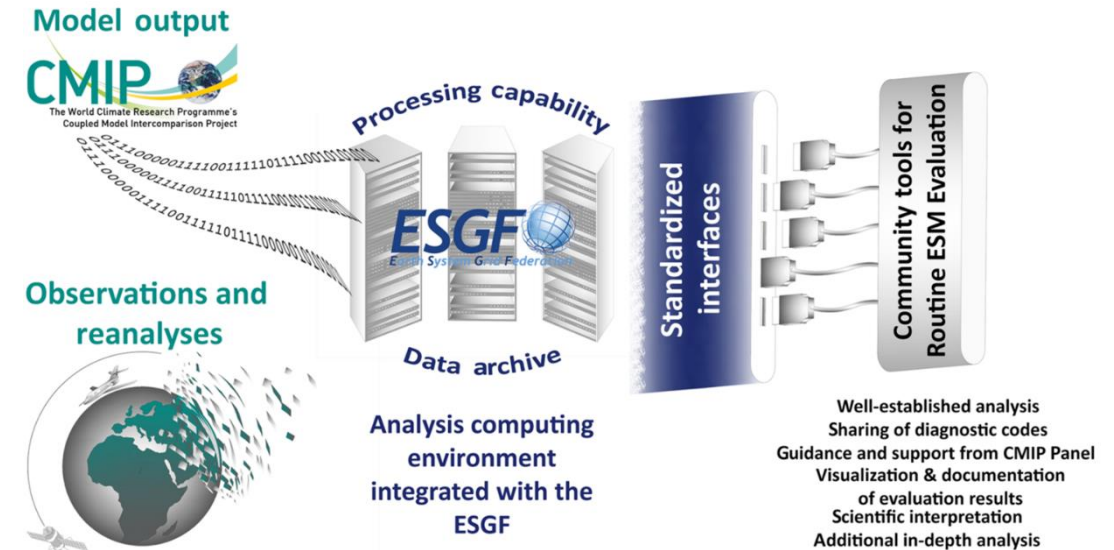 Model output
CMIP
The World Climate Research Programme's
Coupled Model Intercomparison Project
Observations and
reanalyses
Processing capability
ESGF
Earth System Grid Federation
Data archive
Analysis computing
environment
integrated with the
ESGF
Standardized
interfaces
Community tools for
Routine ESM Evaluation
Well-established analysis
Sharing of diagnostic codes
Guidance and support from CMIP Panel
Visualization & documentation
of evaluation results
Scientific interpretation
Additional in-depth analysis